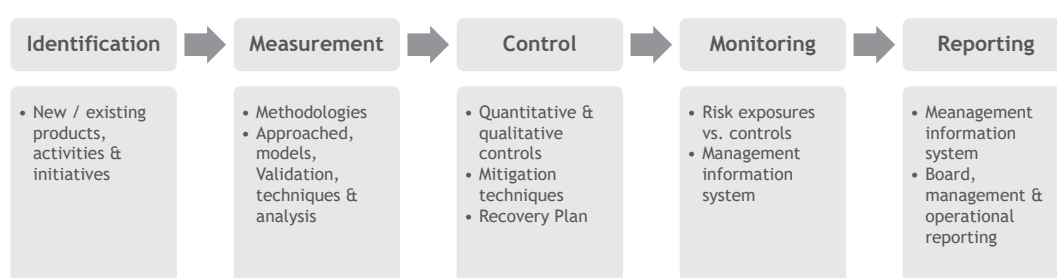 Identification
Measurement
Control
Monitoring
Reporting
• New / existing
products,
activities &
initiatives
• Methodologies
• Approached,
models,
Validation,
techniques &
analysis
• Quantitative &
qualitative
controls
• Mitigation
techniques
• Recovery Plan
• Risk exposures
vs. controls
• Management
information
system
• Meanagement
information
system
• Board,
management &
operational
reporting